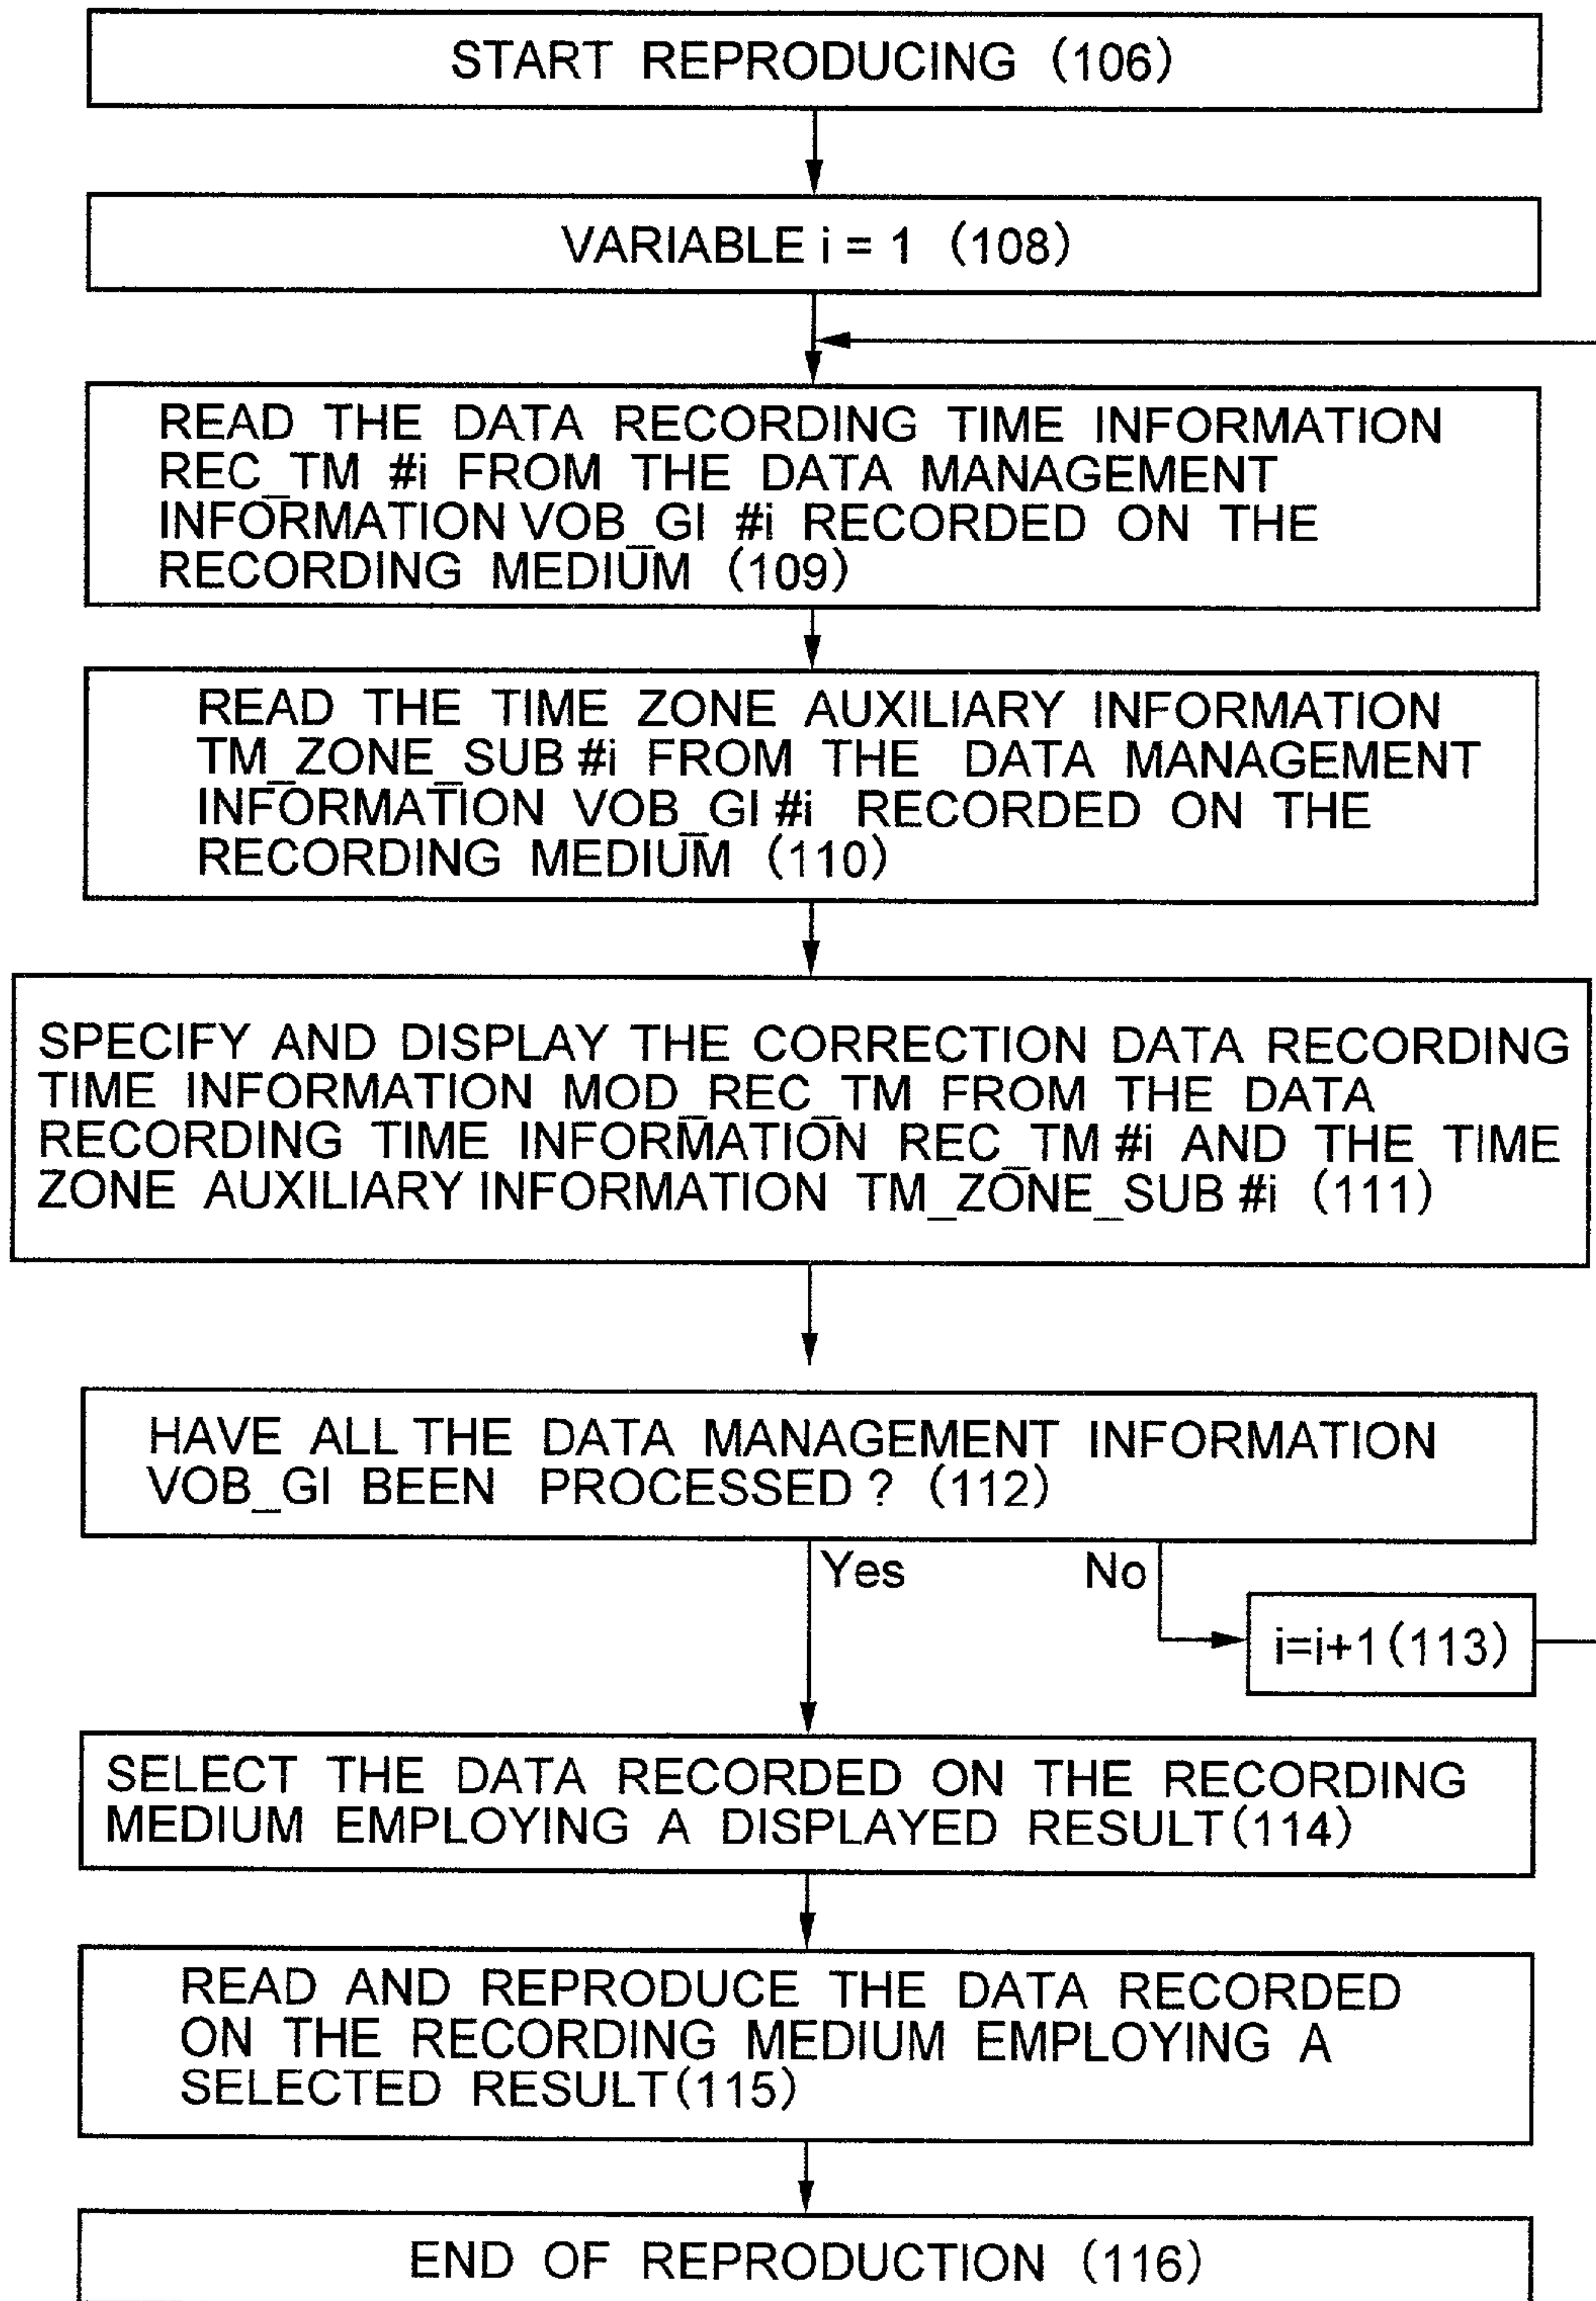 START REPRODUCING (106)
VARIABLE i = 1 (108)
READ THE DATA RECORDING TIME INFORMATION
REC_TM #i FROM THE DATA MANAGEMENT
INFORMATION VOB_GI #i RECORDED ON THE
RECORDING MEDIUM (109)
READ THE TIME ZONE AUXILIARY INFORMATION
TM_ZONE_SUB #i FROM THE DATA MANAGEMENT
INFORMATION VOB_GI #i RECORDED ON THE
RECORDING MEDIUM (110)
SPECIFY AND DISPLAY THE CORRECTION DATA RECORDING
TIME INFORMATION MOD_REC_TM FROM THE DATA
RECORDING TIME INFORMATION REC_TM #i AND THE TIME
ZONE AUXILIARY INFORMATION TM_ZONE_SUB #i (111)
HAVE ALL THE DATA MANAGEMENT INFORMATION
VOB_GI BEEN PROCESSED ? (112)
Yes No
i=i+1(113)
SELECT THE DATA RECORDED ON THE RECORDING
MEDIUM EMPLOYING A DISPLAYED RESULT(114)
READ AND REPRODUCE THE DATA RECORDED
ON THE RECORDING MEDIUM EMPLOYING A
SELECTED RESULT(115)
END OF REPRODUCTION (116)